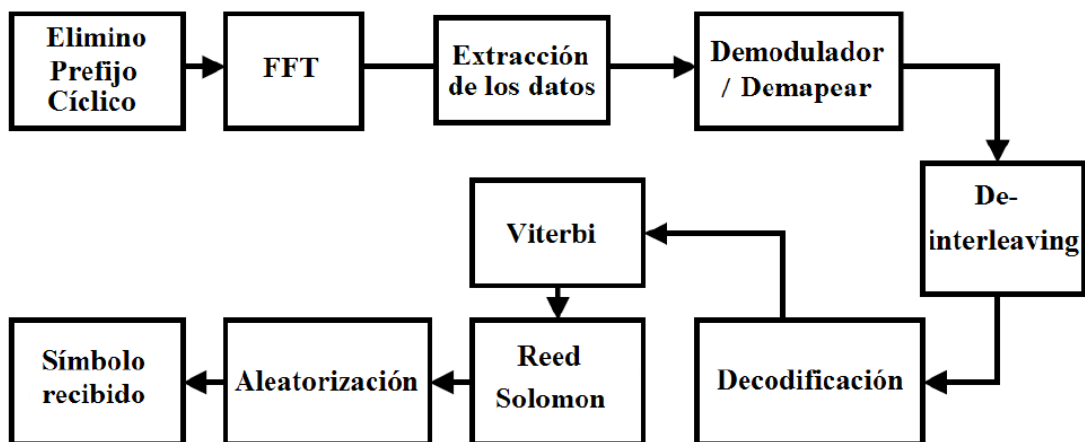 Elimino
Prefijo
Cíclico
FFT
Extracción
de los datos
Demodulador
/ Demapear
De-
interleaving
Decodificación
Viterbi
Reed
Solomon
Aleatorización
Símbolo
recibido